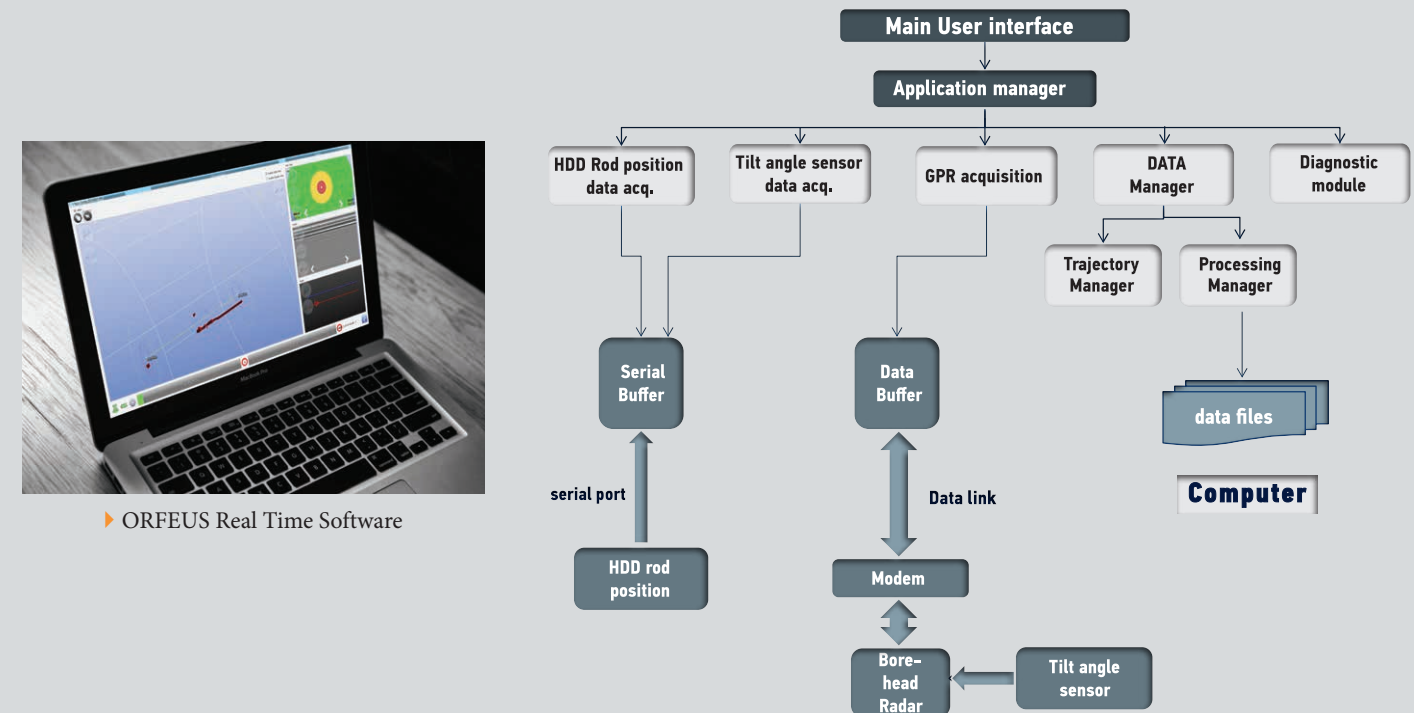 Main User interface
Application manager
HDD Rod position
data acq.
Tilt angle sensor
data acq.
GPR acquisition
DATA
Manager
Diagnostic
module
Trajectory
Manager
Processing
Manager
Serial
Buffer
Data
Buffer
data files
serial port
Data link
Computer
ORFEUS Real Time Software
HDD rod
position
Modem
Bore-
head
Radar
Tilt angle
sensor
MacBook Pro